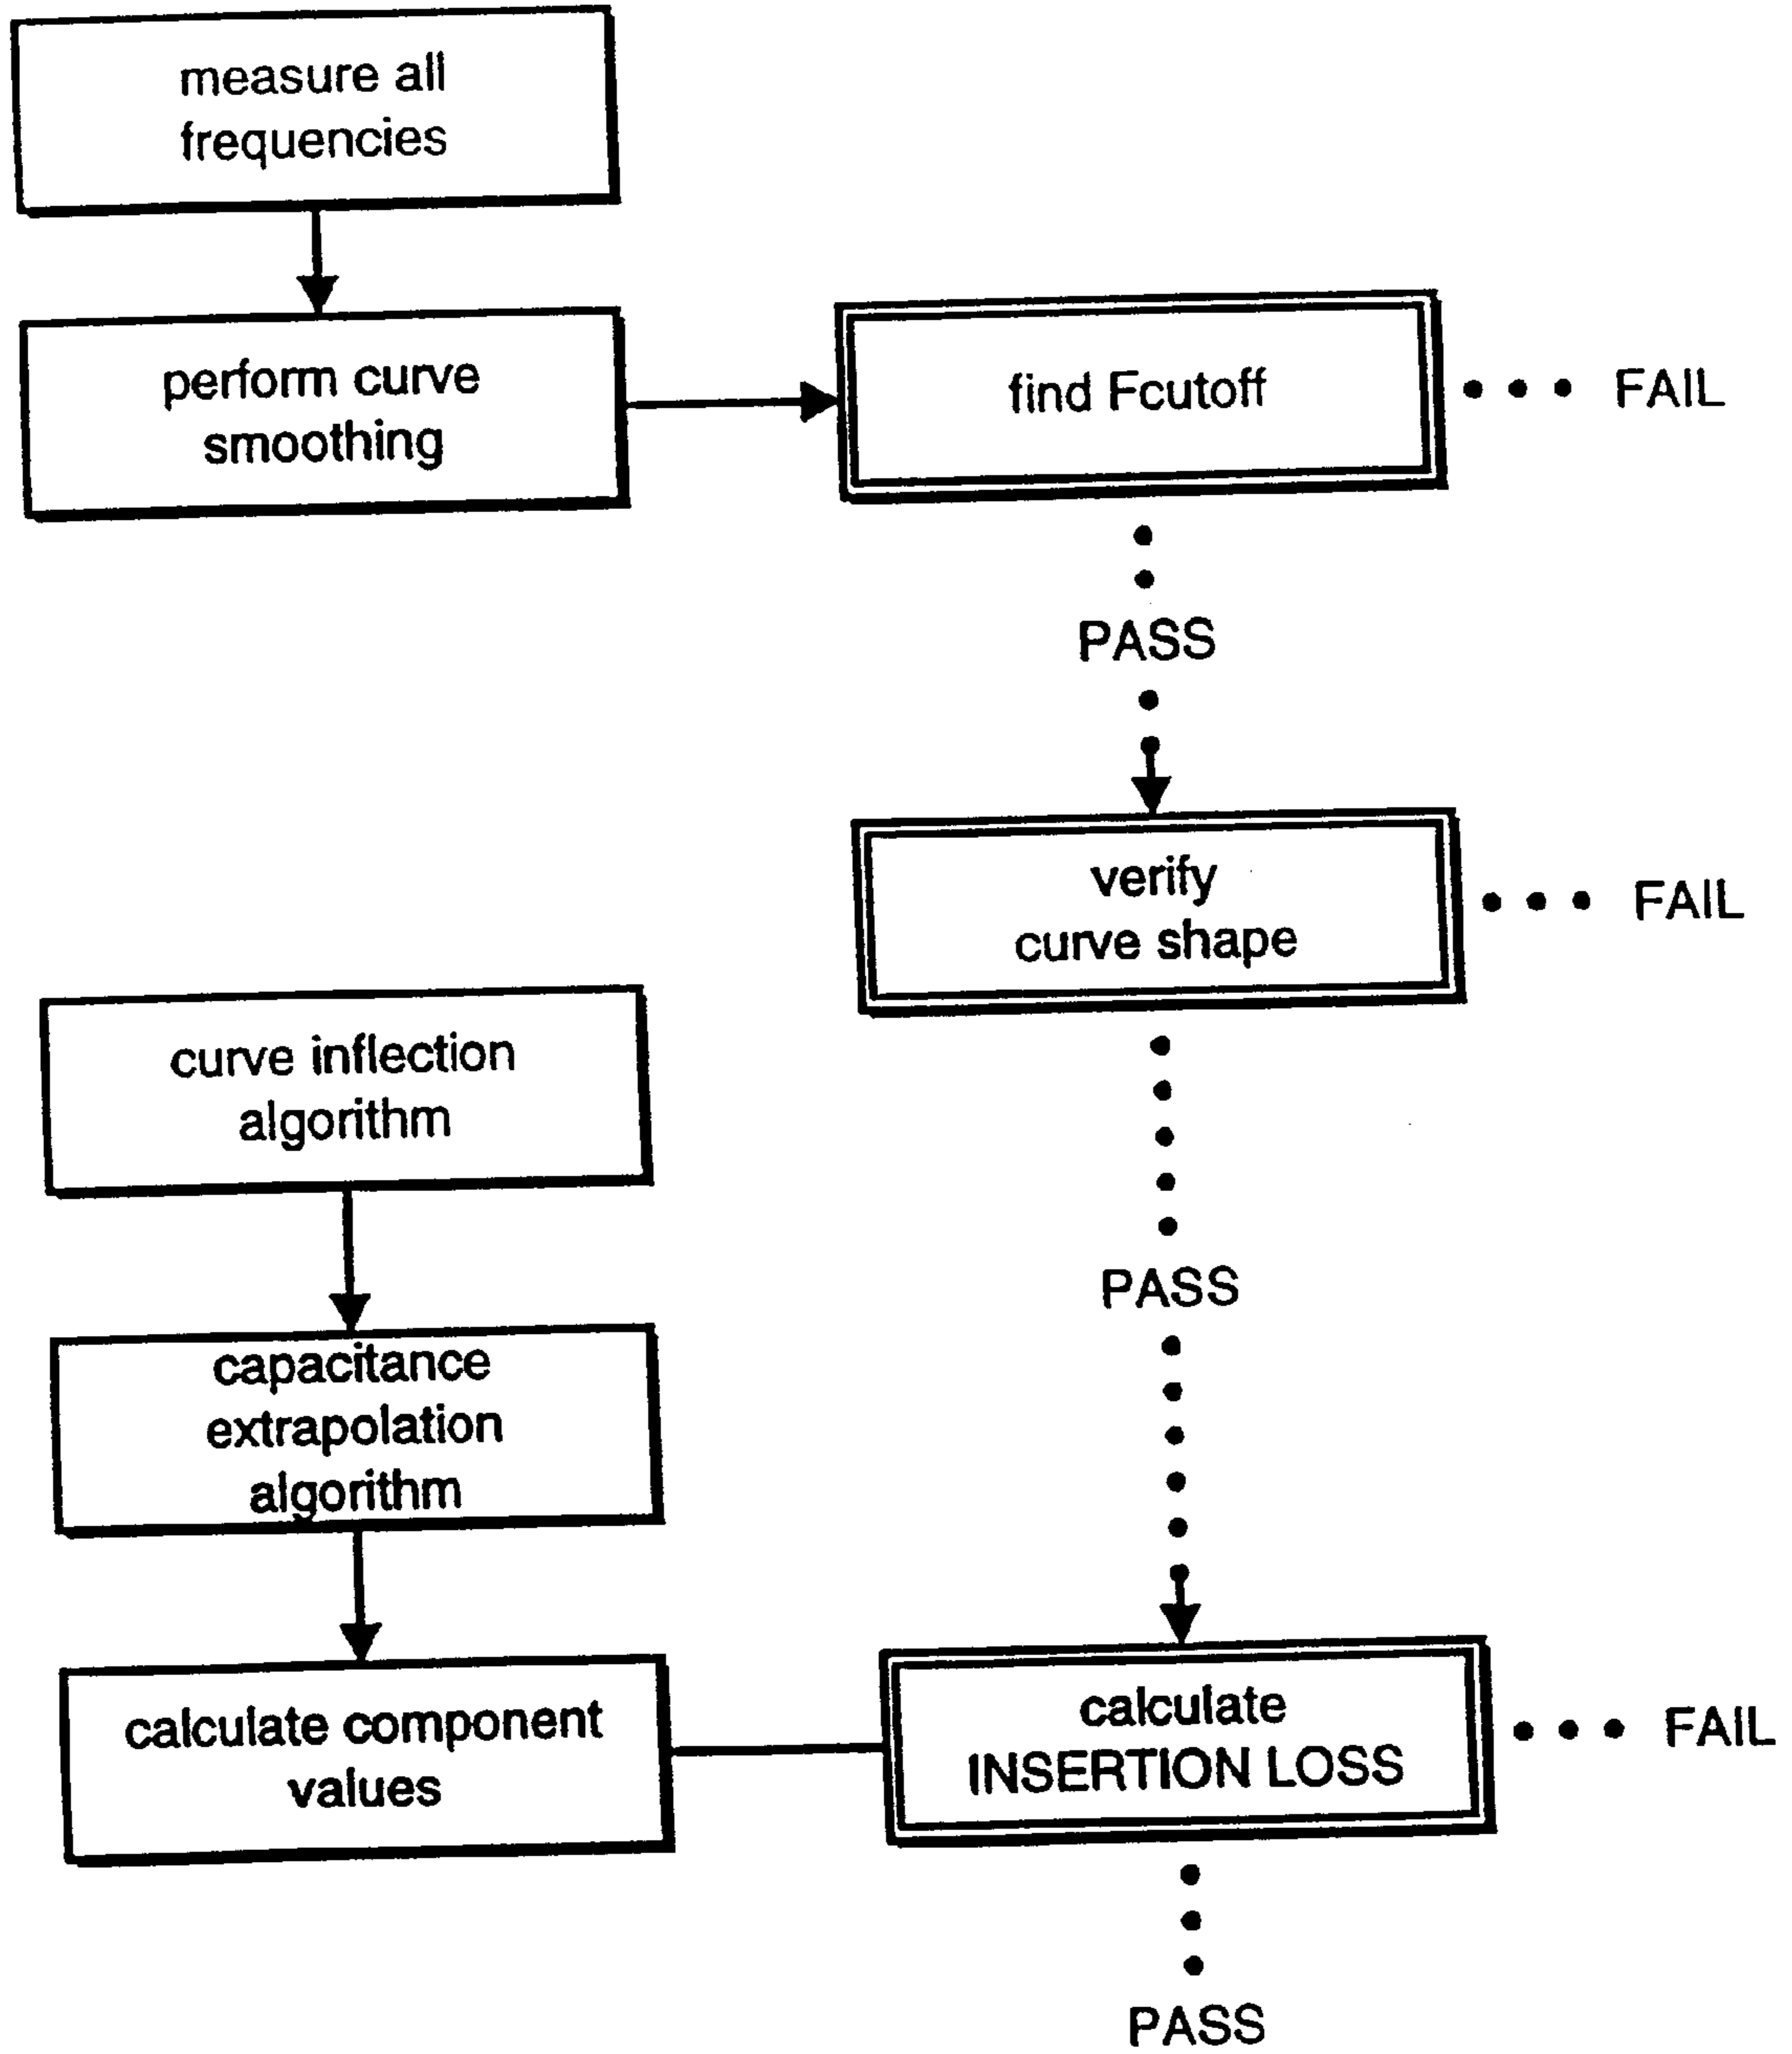 measure all
frequencies
perform curve
smoothing
find Fcutoff
FAIL
PASS
verify
curve shape
FAIL
curve inflection
algorithm
PASS
capacitance
extrapolation
algorithm
calculate component
values
calculate
INSERTION LOSS
FAIL
PASS